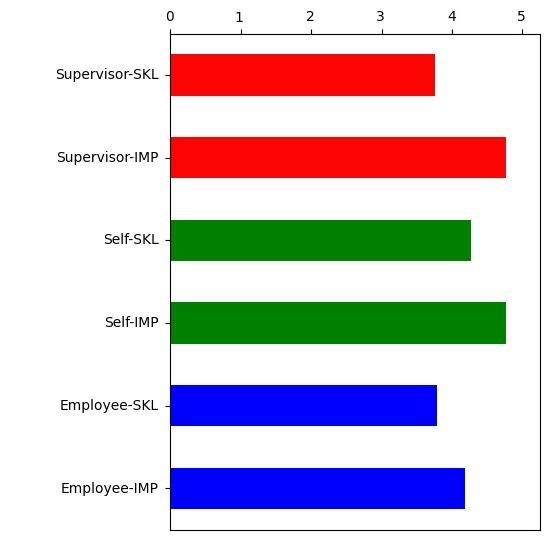 0 1 2 3 4 5
Supervisor-SKL
Supervisor-IMP
Self-SKL
Self-IMP
Employee-SKL
Employee-IMP